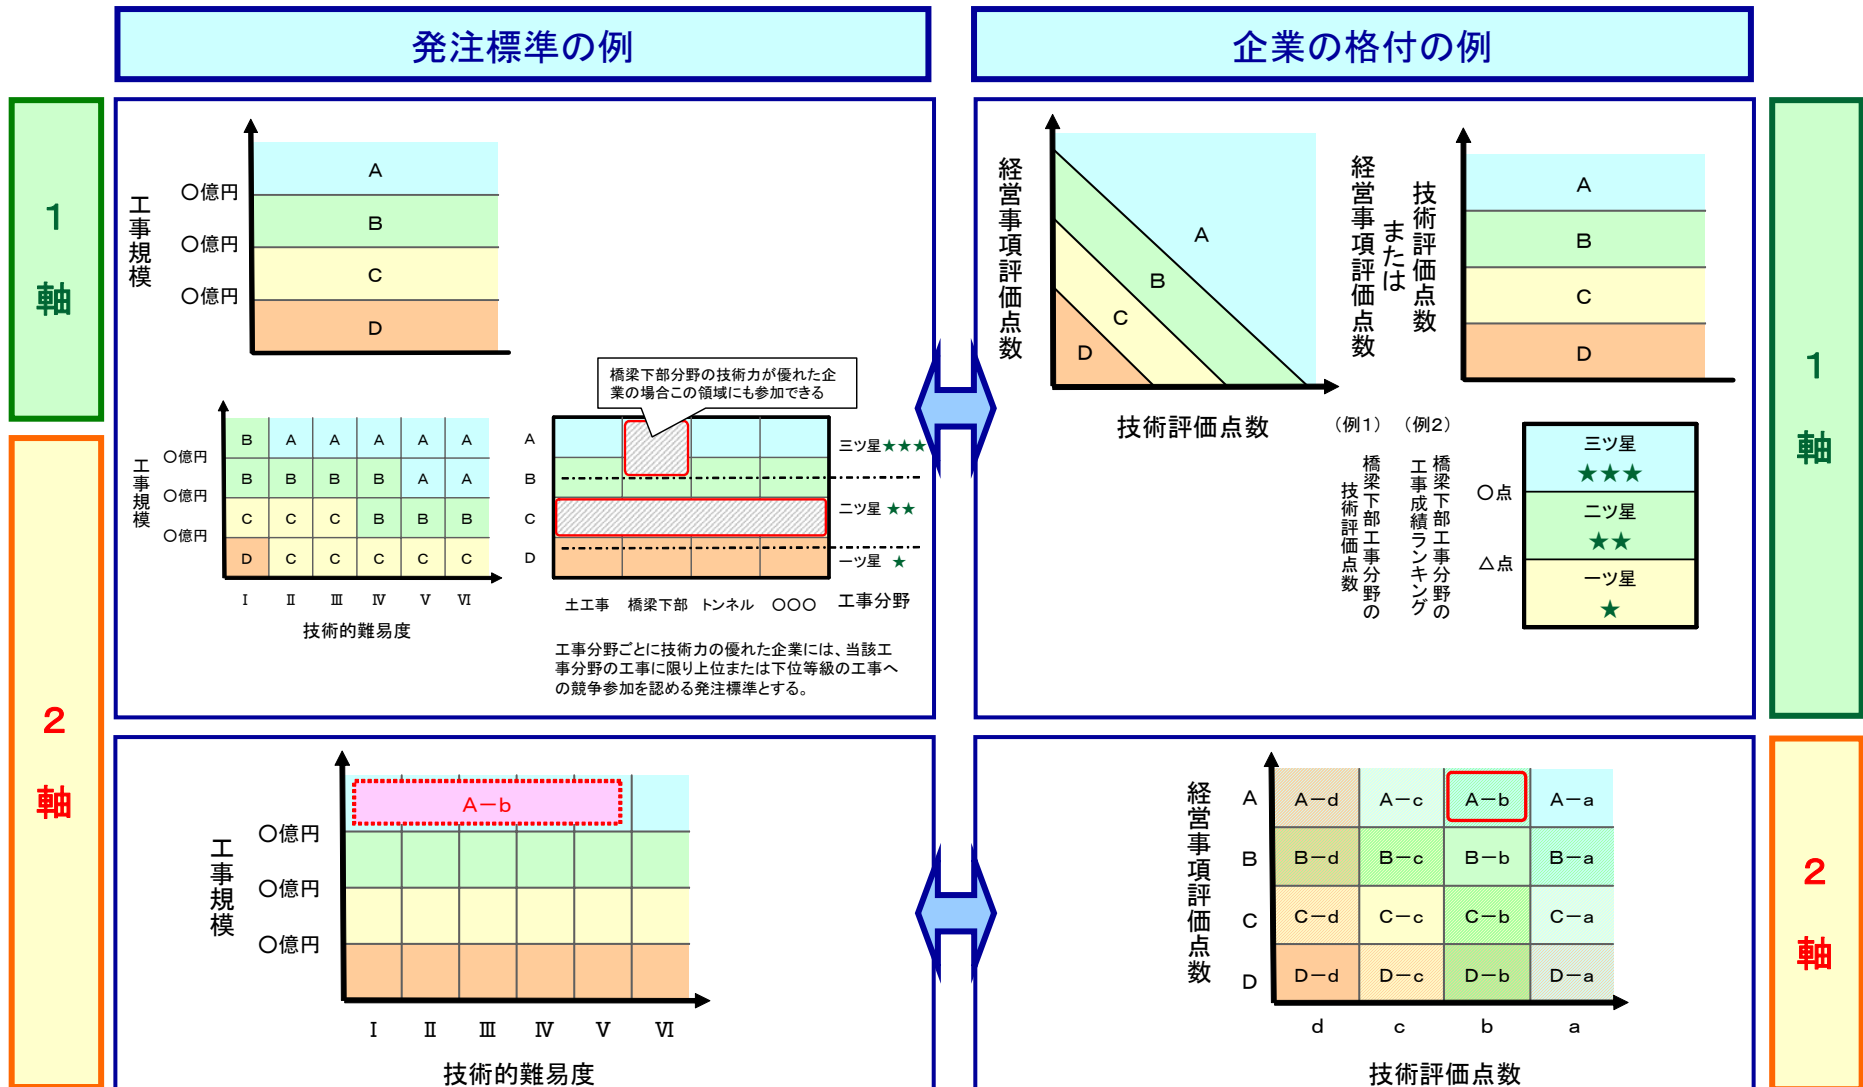 発注標準の例
企業の格付の例
1
軸
2
軸
工事規模
〇億円
〇億円
〇億円
A
B
C
D
橋梁下部分野の技術力が優れた企
業の場合この領域にも参加できる
工事規模
〇億円
〇億円
〇億円
B A A A A A
B B B B A A
C C C B B B
D C C C C C
Ⅰ Ⅱ Ⅲ Ⅳ Ⅴ Ⅵ
技術的難易度
A
B
C
D
三ツ星★★★
二ツ星 ★★
一ツ星 ★
土工事 橋梁下部 トンネル 〇〇〇 工事分野
工事分野ごとに技術力の優れた企業には、当該工
事分野の工事に限り上位または下位等級の工事へ
の競争参加を認める発注標準とする。
経営事項評価点数
A
B
C
D
技術評価点数
経営事項評価点数
または
技術評価点数
A
B
C
D
(例1)
橋梁下部工事分野の
技術評価点数
(例2)
橋梁下部工事分野の
工事成績ランキング
〇点
△点
三ツ星
★★★
二ツ星
★★
一ツ星
★
1
軸
工事規模
〇億円
〇億円
〇億円
A-b
Ⅰ Ⅱ Ⅲ Ⅳ Ⅴ Ⅵ
技術的難易度
経営事項評価点数
A A-d A-c A-b A-a
B B-d B-c B-b B-a
C C-d C-c C-b C-a
D D-d D-c D-b D-a
d c b a
技術評価点数
2
軸